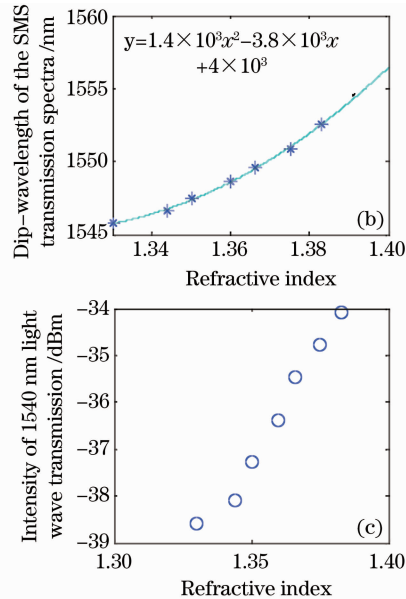 1560
1555
1550
1545
Dip-wavelength of the SMS
transmission spectra /nm
y=1.4×10³x²−3.8×10³x
+4×10³
(b)
1.34
1.36
1.38
1.40
Refractive index
−34
−35
−36
−37
−38
−39
Intensity of 1540 nm light
wave transmission /dBm
(c)
1.30
1.35
1.40
Refractive index